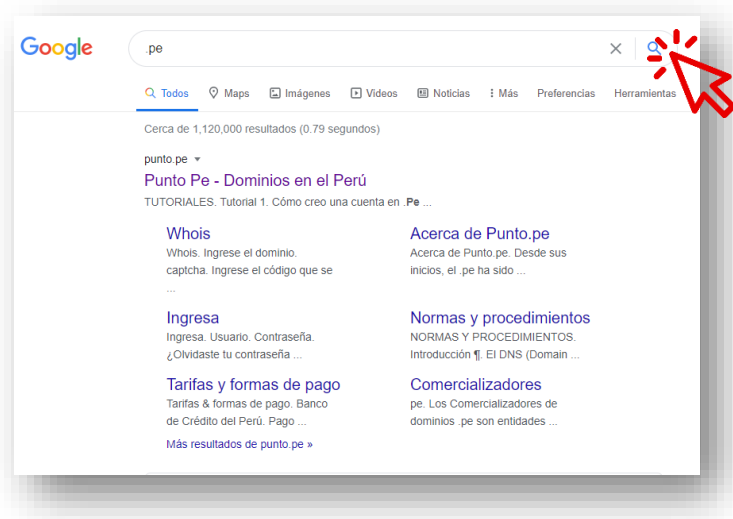 Google
.pe
Todos Maps Imágenes Videos Noticias Más Preferencias Herramientas
Cerca de 1,120,000 resultados (0.79 segundos)
punto.pe
Punto Pe - Dominios en el Perú
TUTORIALES. Tutorial 1. Cómo creo una cuenta en .Pe ...
Whois
Whois. Ingrese el dominio.
captcha. Ingrese el código que se
...
Acerca de Punto.pe
Acerca de Punto.pe. Desde sus
inicios, el .pe ha sido ...
Ingresa
Ingresa. Usuario. Contraseña.
¿Olvidaste tu contraseña ...
Normas y procedimientos
NORMAS Y PROCEDIMIENTOS.
Introducción ¶. El DNS (Domain ...
Tarifas y formas de pago
Tarifas & formas de pago. Banco
de Crédito del Perú. Pago ...
Comercializadores
pe. Los Comercializadores de
dominios .pe son entidades ...
Más resultados de punto.pe »